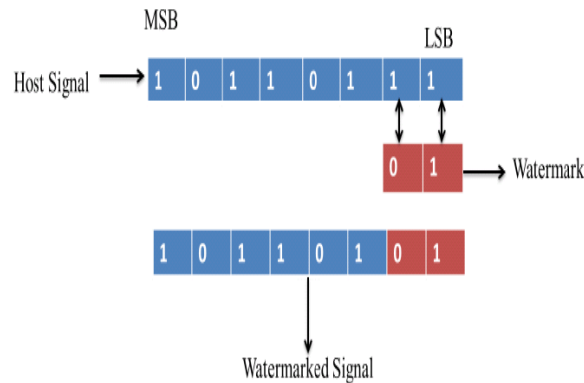 MSB
LSB
Host Signal
1 0 1 1 0 1 1 1
0 1
Watermark
1 0 1 1 0 1 0 1
Watermarked Signal